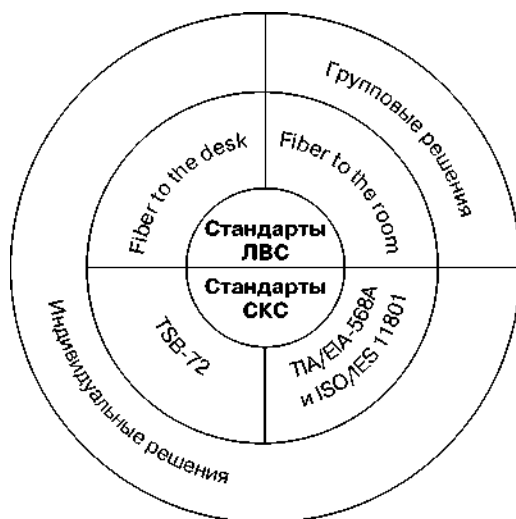 Групповые решения
Fiber to the desk
Fiber to the room
Стандарты
ЛВС
Стандарты
СКС
TSB-72
TIA/EIA-568A
и ISO/IES 11801
Индивидуальные решения